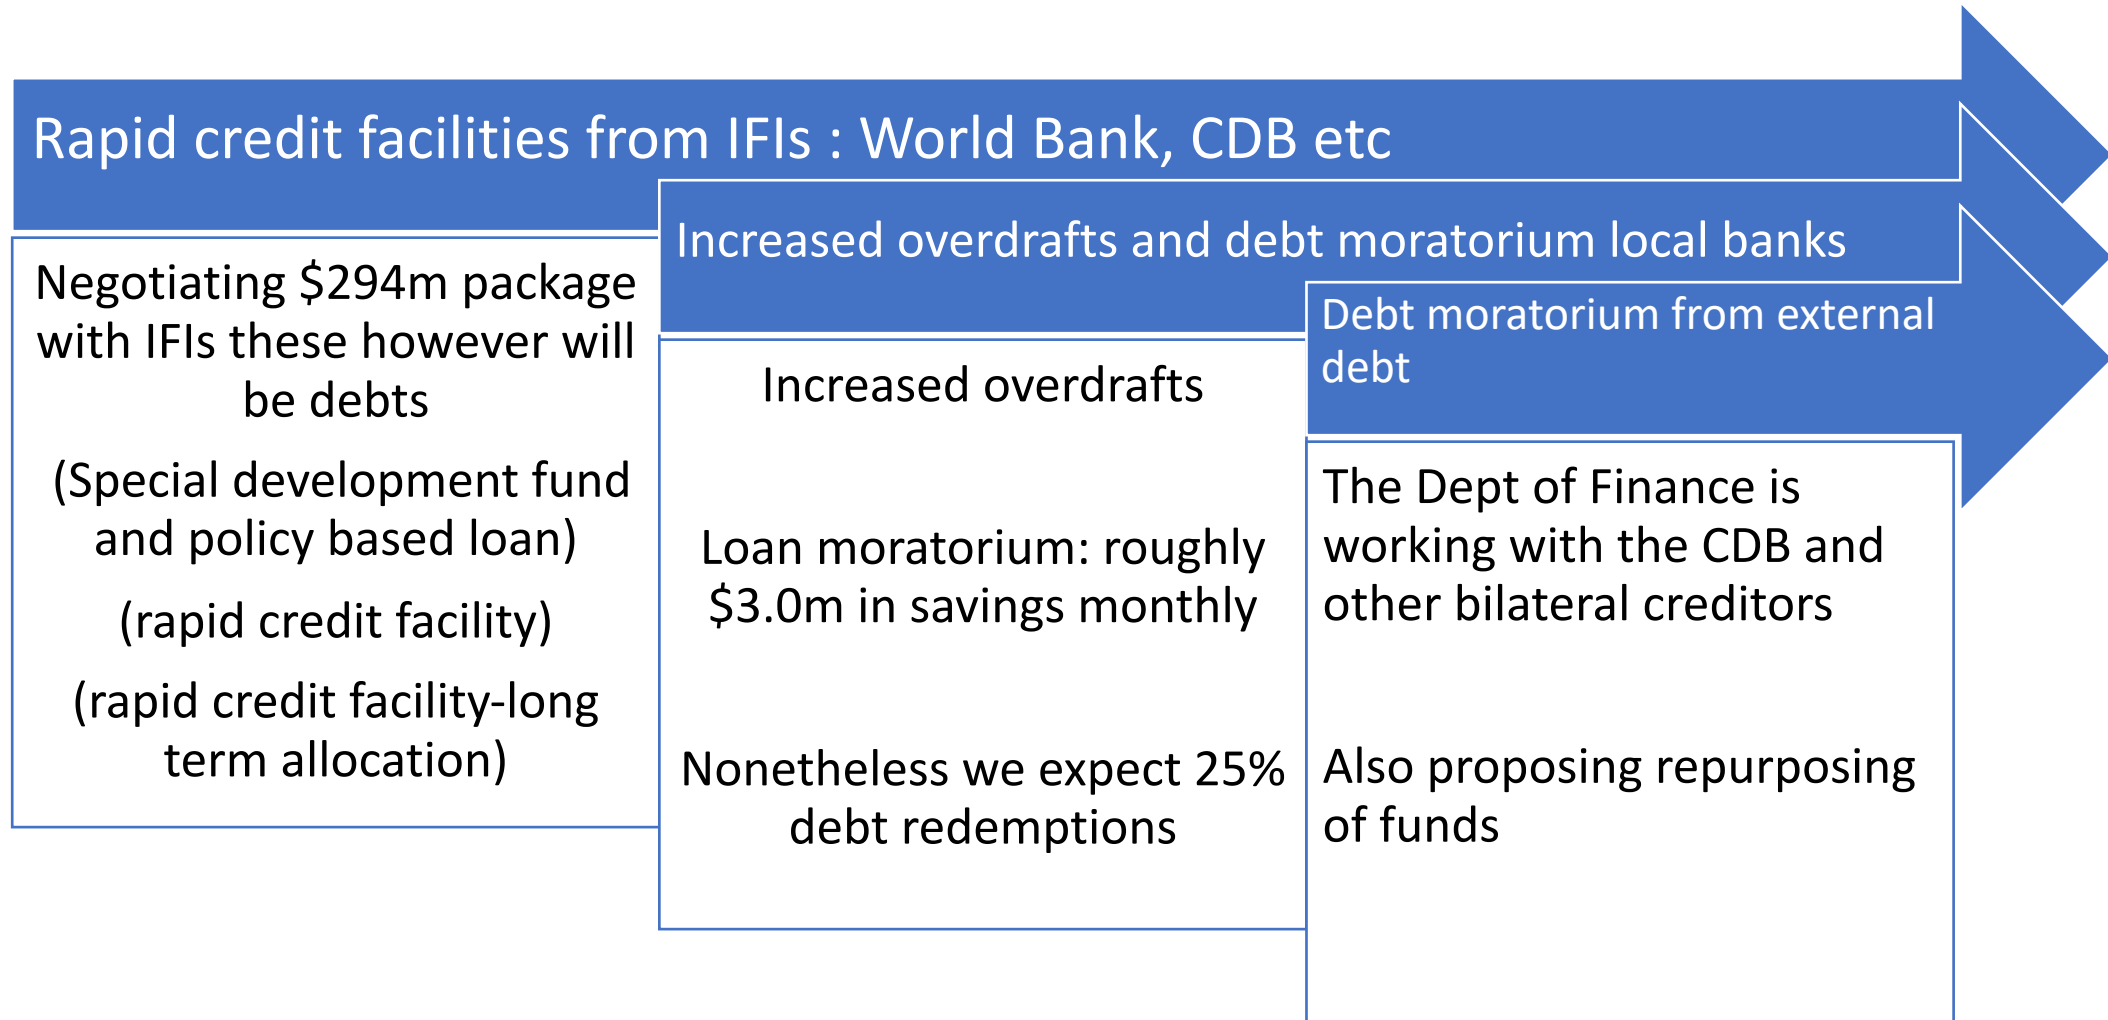 Rapid credit facilities from IFIs : World Bank, CDB etc
Negotiating $294m package
with IFIs these however will
be debts
(Special development fund
and policy based loan)
(rapid credit facility)
(rapid credit facility-long
term allocation)
Increased overdrafts and debt moratorium local banks
Increased overdrafts
Loan moratorium: roughly
$3.0m in savings monthly
Nonetheless we expect 25%
debt redemptions
Debt moratorium from external
debt
The Dept of Finance is
working with the CDB and
other bilateral creditors
Also proposing repurposing
of funds